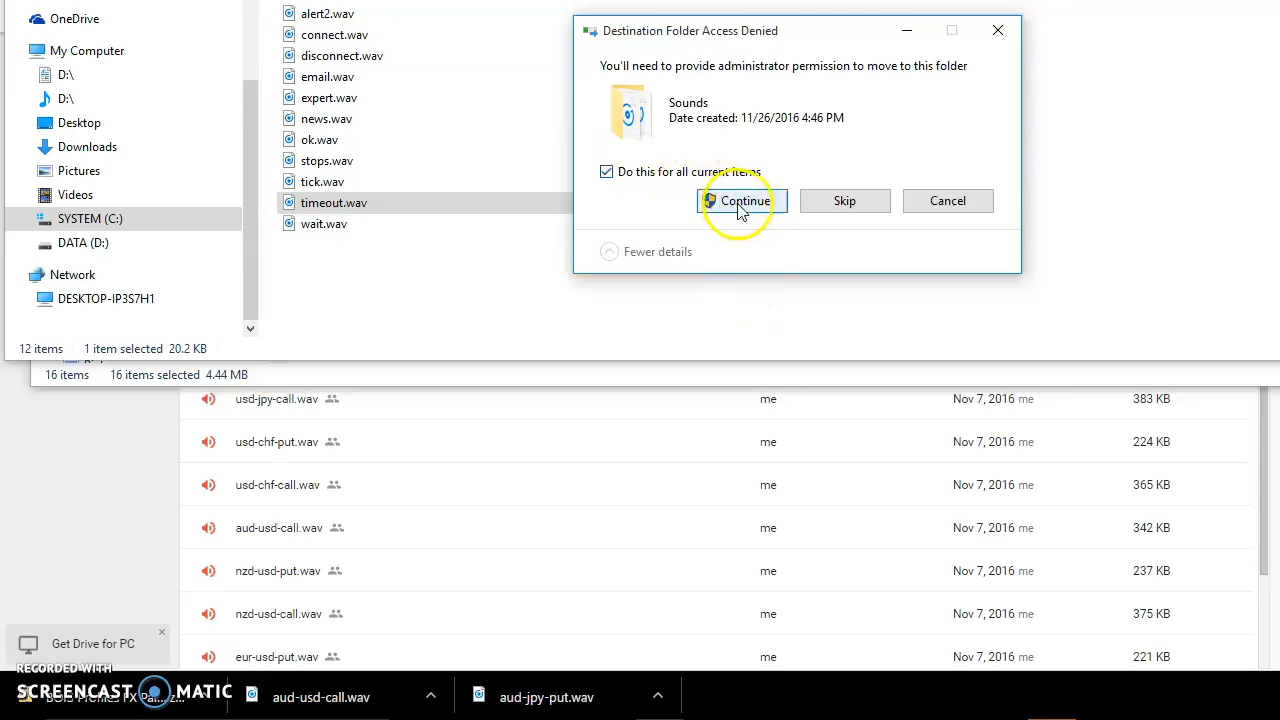 OneDrive
My Computer
D:\
D:\
Desktop
Downloads
Pictures
Videos
SYSTEM (C:)
DATA (D:)
Network
DESKTOP-IP3S7H1
12 items 1 item selected 20.2 KB
alert2.wav
connect.wav
disconnect.wav
email.wav
expert.wav
news.wav
ok.wav
stops.wav
tick.wav
timeout.wav
wait.wav
Destination Folder Access Denied
You'll need to provide administrator permission to move to this folder
Sounds
Date created: 11/26/2016 4:46 PM
Do this for all current items
Continue Skip Cancel
Fewer details
16 items 16 items selected 4.44 MB
usd-jpy-call.wav me Nov 7, 2016 me 383 KB
usd-chf-put.wav me Nov 7, 2016 me 224 KB
usd-chf-call.wav me Nov 7, 2016 me 365 KB
aud-usd-call.wav me Nov 7, 2016 me 342 KB
nzd-usd-put.wav me Nov 7, 2016 me 237 KB
nzd-usd-call.wav me Nov 7, 2016 me 375 KB
eur-usd-put.wav me Nov 7, 2016 me 221 KB
Get Drive for PC
RECORDED WITH
SCREENCAST MATIC
aud-usd-call.wav aud-jpy-put.wav